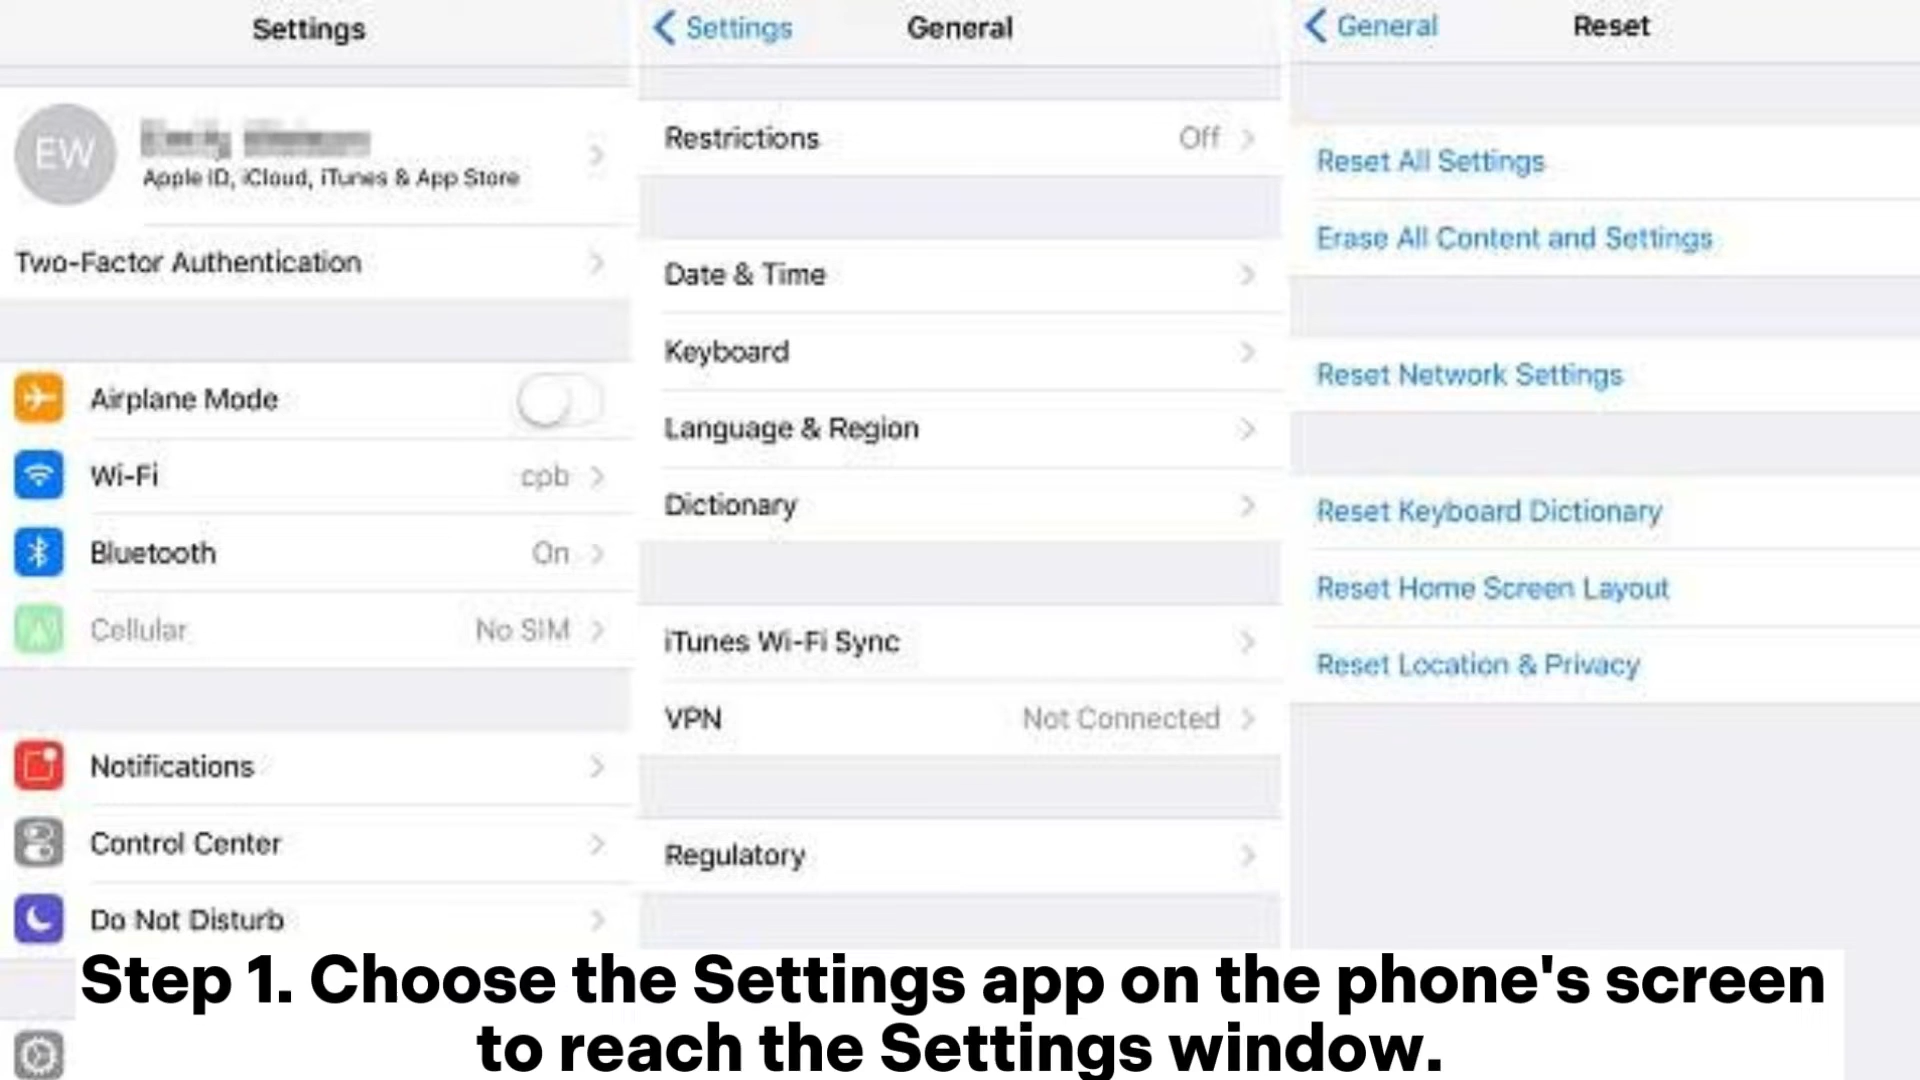 Settings
EW
Apple ID, iCloud, iTunes & App Store
Two-Factor Authentication
Airplane Mode
Wi-Fi cpb
Bluetooth On
Cellular No SIM
Notifications
Control Center
Do Not Disturb
Settings General
Restrictions Off
Date & Time
Keyboard
Language & Region
Dictionary
iTunes Wi-Fi Sync
VPN Not Connected
Regulatory
General Reset
Reset All Settings
Erase All Content and Settings
Reset Network Settings
Reset Keyboard Dictionary
Reset Home Screen Layout
Reset Location & Privacy
Step 1. Choose the Settings app on the phone's screen
to reach the Settings window.